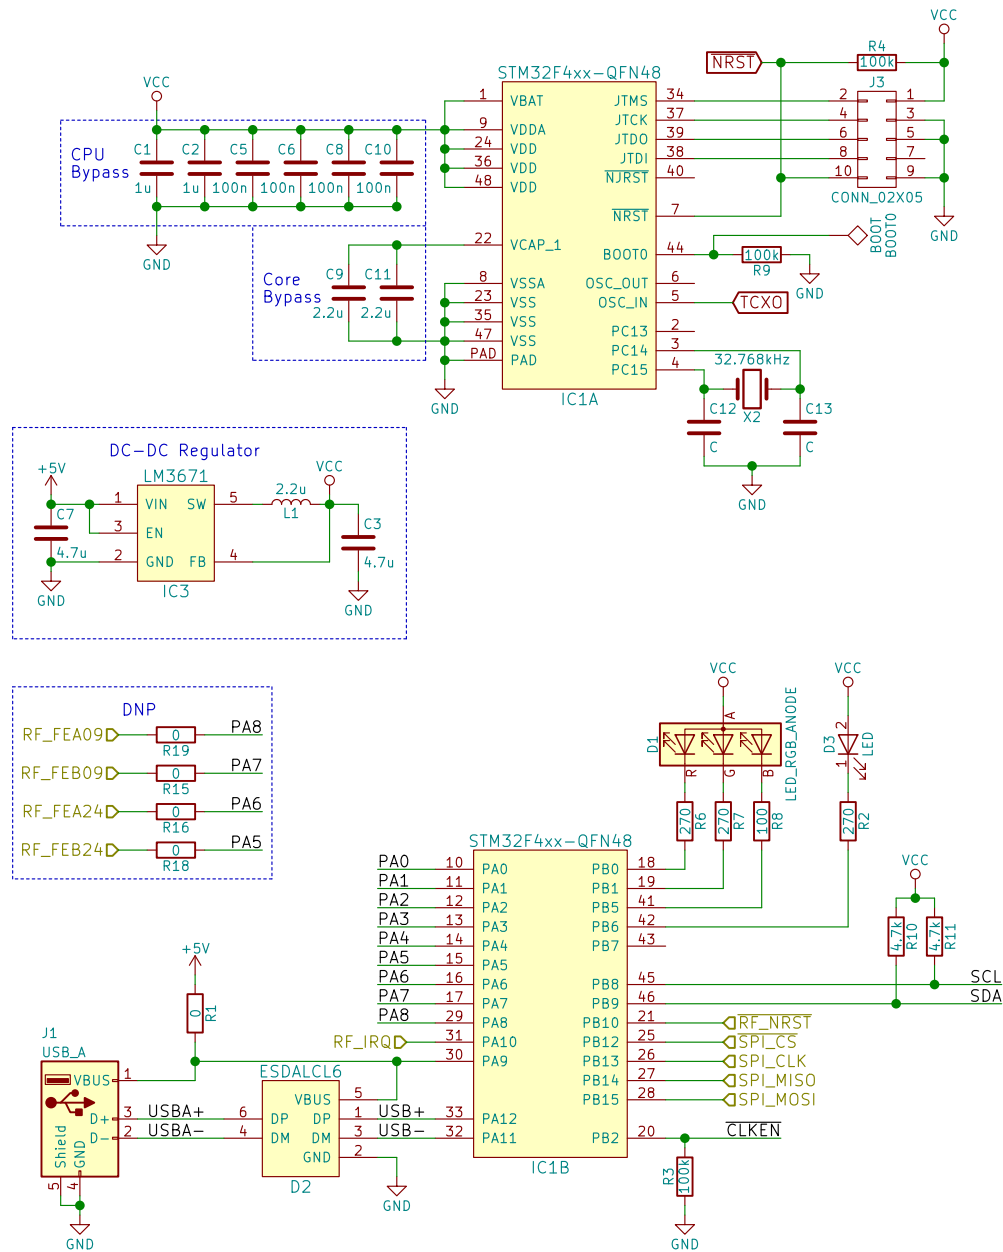 VCC
NRST
R4
100k
J3
STM32F4xx-QFN48
VCC
CPU
Bypass
C1
1u
C2
1u
C5
100n
C6
100n
C8
100n
C10
100n
GND
1 VBAT JTMS 34 2 1
9 VDDA JTCK 37 4 3
24 VDD JTDO 39 6 5
36 VDD JTDI 38 8 7
48 VDD NJRST 40 10 9
CONN_02X05
NRST 7
GND
22 VCAP_1 BOOT0 44
BOOT
BOOT0
100k
R9
GND
Core
Bypass
C9
2.2u
C11
2.2u
8 VSSA OSC_OUT 6
23 VSS OSC_IN 5 TCXO
35 VSS PC13 2
47 VSS PC14 3
PAD PAD PC15 4
GND
IC1A
32.768kHz
X2
C12
C
C13
C
GND
DC-DC Regulator
+5V
LM3671
VCC
C7
4.7u
1 VIN SW 5
3 EN
2 GND FB 4
2.2u
L1
C3
4.7u
IC3
GND
GND
DNP
RF_FEA09 0 PA8
R19
RF_FEB09 0 PA7
R15
RF_FEA24 0 PA6
R16
RF_FEB24 0 PA5
R18
VCC
VCC
D1
A
R
G
B
LED_RGB_ANODE
D3
2
1
LED
270
R6
270
R7
100
R8
270
R2
STM32F4xx-QFN48
PA0 10 PA0 PB0 18
PA1 11 PA1 PB1 19
PA2 12 PA2 PB5 41
PA3 13 PA3 PB6 42
PA4 14 PA4 PB7 43
PA5 15 PA5
PA6 16 PA6 PB8 45 SCL
PA7 17 PA7 PB9 46 SDA
PA8 29 PA8 PB10 21 RF_NRST
RF_IRQ 31 PA10 PB12 25 SPI_CS
30 PA9 PB13 26 SPI_CLK
PB14 27 SPI_MISO
PB15 28 SPI_MOSI
33 PA12
32 PA11 PB2 20 CLKEN
IC1B
VCC
4.7k
R10
4.7k
R11
R3
100k
GND
+5V
0
R1
J1
USB_A
VBUS 1
D+ 3 USBA+
D- 2 USBA-
Shield
GND
5
4
GND
ESDALCL6
VBUS 5
6 DP DP 1 USB+
4 DM DM 3 USB-
GND 2
D2
GND